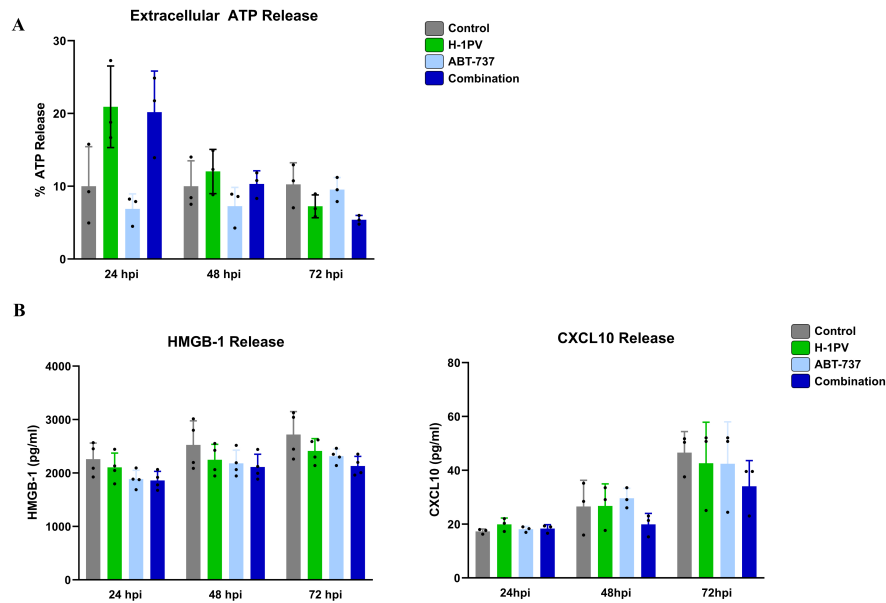 A
Extracellular ATP Release
Control
H-1PV
ABT-737
Combination
% ATP Release
30
20
10
0
24 hpi
48 hpi
72 hpi
B
HMGB-1 Release
HMGB-1 (pg/ml)
4000
3000
2000
1000
0
24 hpi
48 hpi
72 hpi
CXCL10 Release
CXCL10 (pg/ml)
80
60
40
20
0
24hpi
48hpi
72hpi
Control
H-1PV
ABT-737
Combination